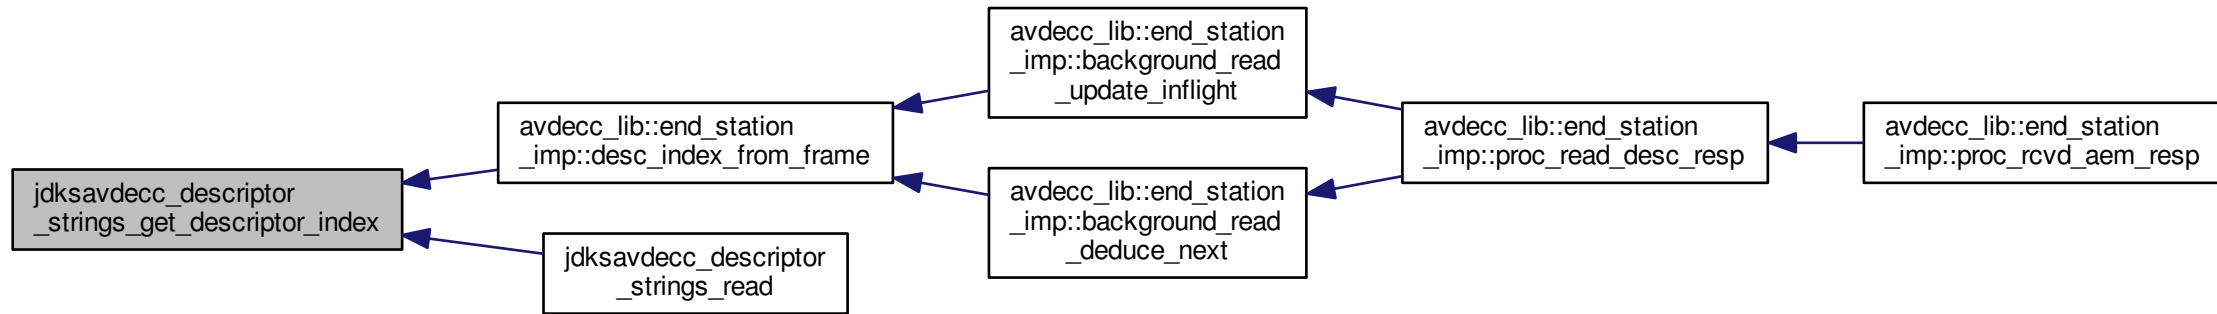 jdksavdecc_descriptor
_strings_get_descriptor_index
avdecc_lib::end_station
_imp::desc_index_from_frame
jdksavdecc_descriptor
_strings_read
avdecc_lib::end_station
_imp::background_read
_update_inflight
avdecc_lib::end_station
_imp::background_read
_deduce_next
avdecc_lib::end_station
_imp::proc_read_desc_resp
avdecc_lib::end_station
_imp::proc_rcvd_aem_resp